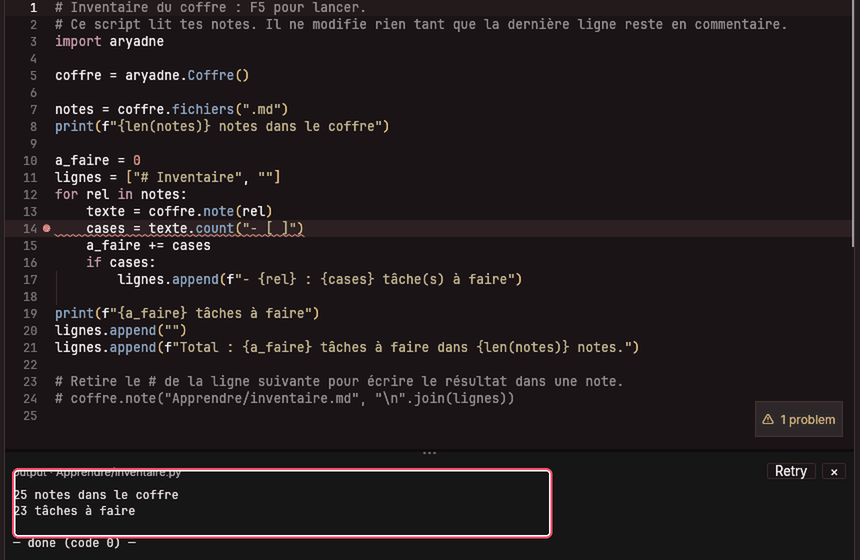 1 # Inventaire du coffre : F5 pour lancer.
2 # Ce script lit tes notes. Il ne modifie rien tant que la dernière ligne reste en commentaire.
3 import aryadne
4
5 coffre = aryadne.Coffre()
6
7 notes = coffre.fichiers(".md")
8 print(f"{len(notes)} notes dans le coffre")
9
10 a_faire = 0
11 lignes = ["# Inventaire", ""]
12 for rel in notes:
13     texte = coffre.note(rel)
14     cases = texte.count("- [ ]")
15     a_faire += cases
16     if cases:
17         lignes.append(f"- {rel} : {cases} tâche(s) à faire")
18
19 print(f"{a_faire} tâches à faire")
20 lignes.append("")
21 lignes.append(f"Total : {a_faire} tâches à faire dans {len(notes)} notes.")
22
23 # Retire le # de la ligne suivante pour écrire le résultat dans une note.
24 # coffre.note("Apprendre/inventaire.md", "\n".join(lignes))
25
1 problem
Output · Apprendre/inventaire.py
Retry ×
25 notes dans le coffre
23 tâches à faire
— done (code 0) —